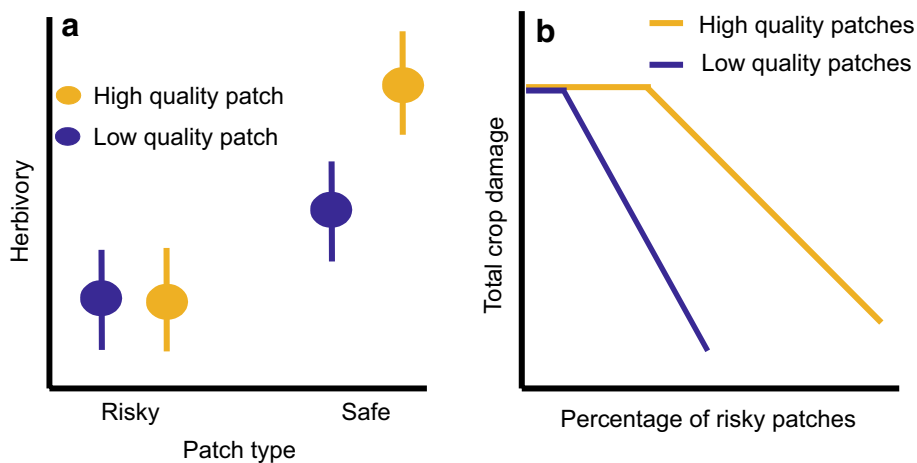 a
High quality patch
Low quality patch
Herbivory
Risky
Safe
Patch type
b
High quality patches
Low quality patches
Total crop damage
Percentage of risky patches